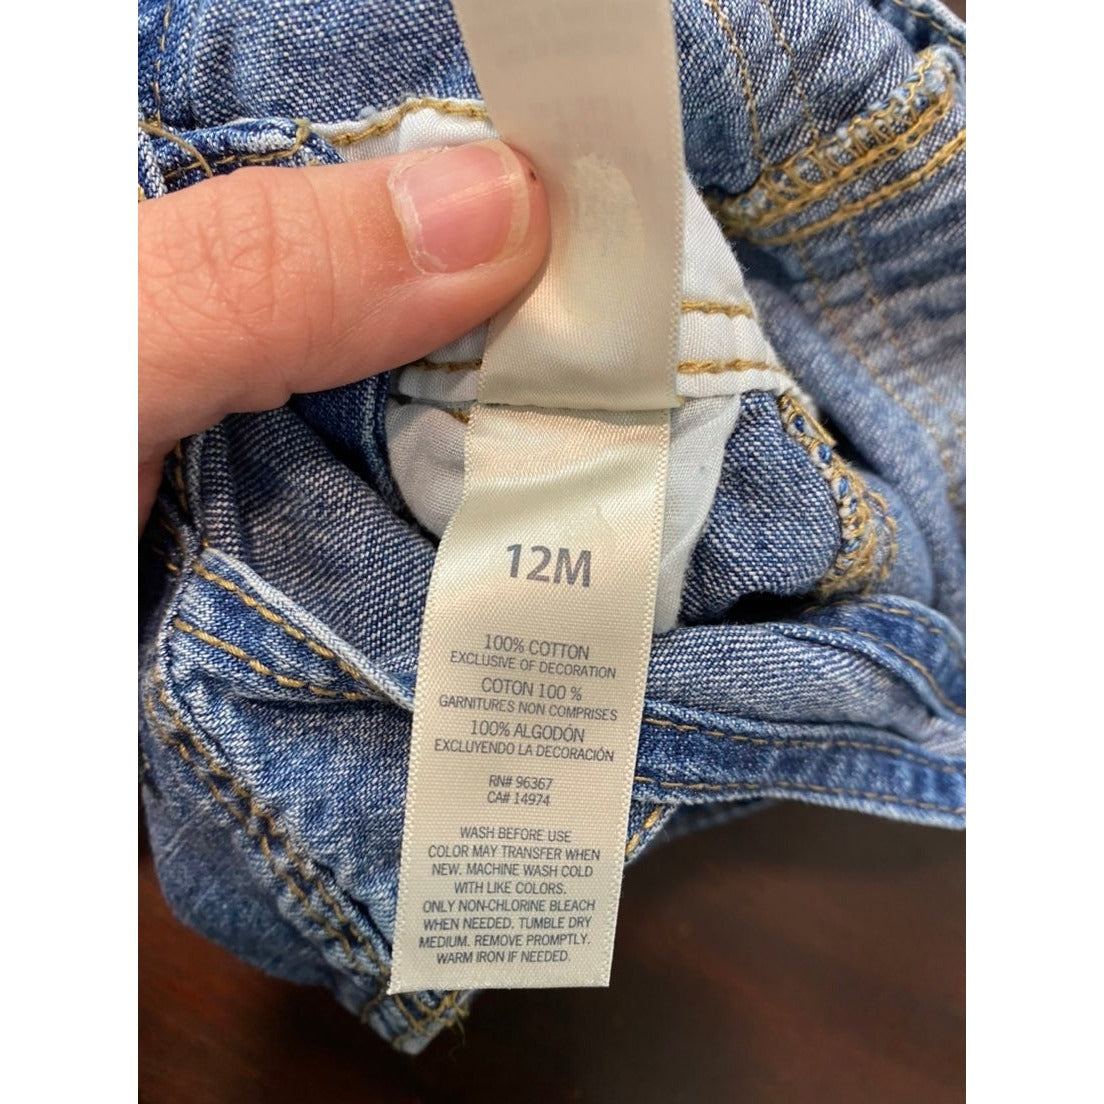 12M
100% COTTON
EXCLUSIVE OF DECORATION
COTON 100 %
GARNITURES NON COMPRISES
100% ALGODÓN
EXCLUYENDO LA DECORACIÓN
RN# 96367
CA# 14974
WASH BEFORE USE
COLOR MAY TRANSFER WHEN
NEW. MACHINE WASH COLD
WITH LIKE COLORS.
ONLY NON-CHLORINE BLEACH
WHEN NEEDED. TUMBLE DRY
MEDIUM. REMOVE PROMPTLY.
WARM IRON IF NEEDED.